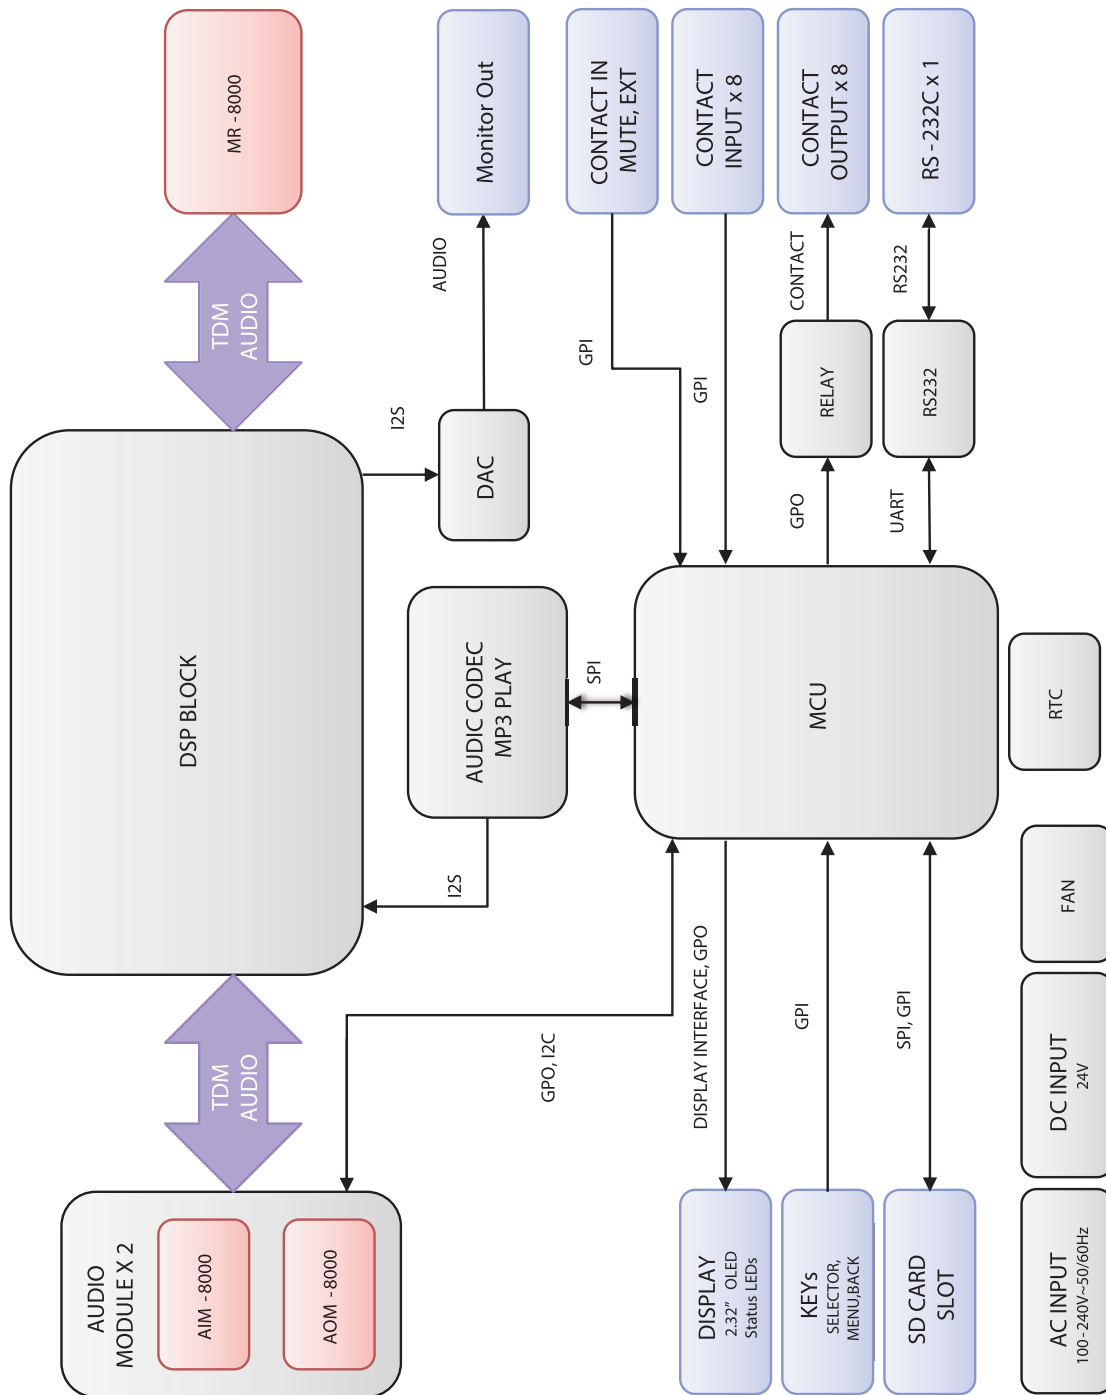 AUDIO
MODULE X 2
AIM - 8000
AOM - 8000
TDM
AUDIO
DSP BLOCK
TDM
AUDIO
MR - 8000
I2S
I2S
DAC
AUDIO
Monitor Out
AUDIC CODEC
MP3 PLAY
SPI
GPO, I2C
GPI
CONTACT IN
MUTE, EXT
DISPLAY
2.32" OLED
Status LEDs
DISPLAY INTERFACE, GPO
GPI
CONTACT
INPUT x 8
KEYs
SELECTOR,
MENU,BACK
GPI
MCU
GPO
RELAY
CONTACT
CONTACT
OUTPUT x 8
SD CARD
SLOT
SPI, GPI
UART
RS232
RS232
RS - 232C x 1
AC INPUT
100 - 240V~50/60Hz
DC INPUT
24V
FAN
RTC